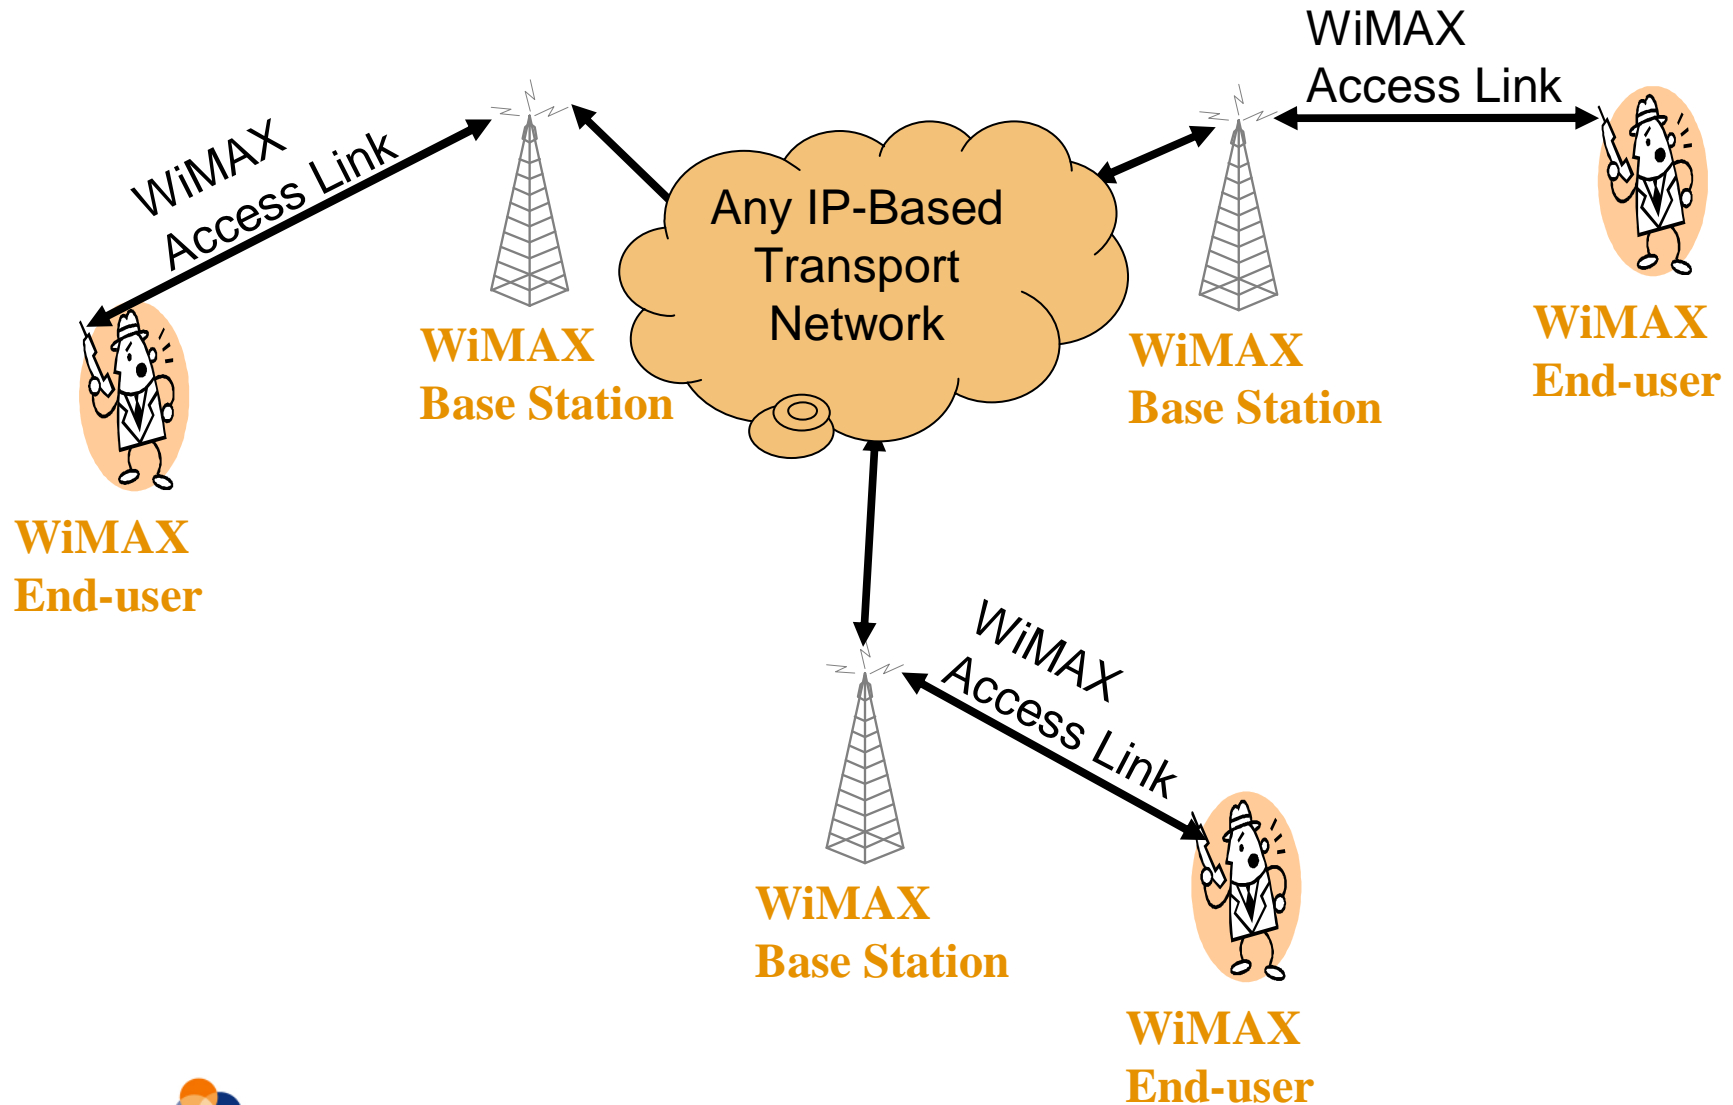 WiMAX
Access Link
WiMAX
Access Link
Any IP-Based
Transport
Network
WiMAX
Base Station
WiMAX
Base Station
WiMAX
End-user
WiMAX
End-user
WiMAX
Access Link
WiMAX
Base Station
WiMAX
End-user